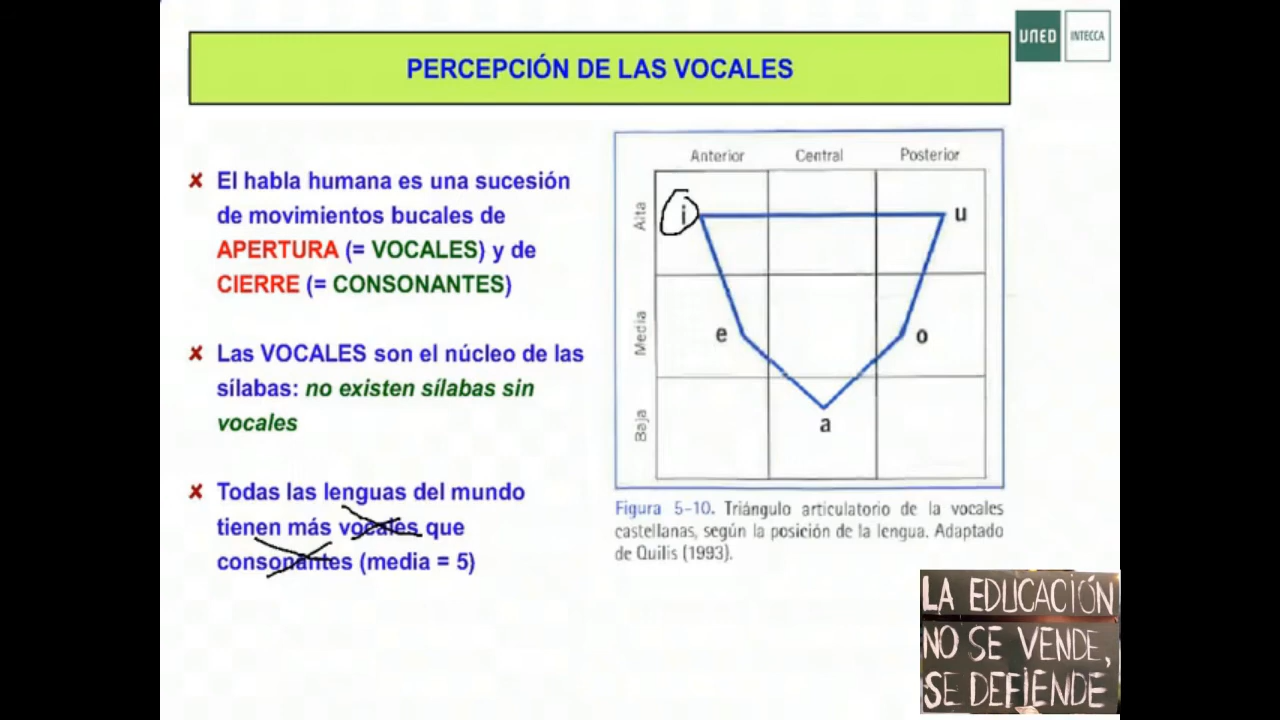 UNED INTECCA
PERCEPCIÓN DE LAS VOCALES
✘ El habla humana es una sucesión
de movimientos bucales de
APERTURA (= VOCALES) y de
CIERRE (= CONSONANTES)
✘ Las VOCALES son el núcleo de las
sílabas: no existen sílabas sin
vocales
✘ Todas las lenguas del mundo
tienen más vocales que
consonantes (media = 5)
Anterior Central Posterior
Alta
Media
Baja
i
u
e
o
a
Figura 5-10. Triángulo articulatorio de la vocales
castellanas, según la posición de la lengua. Adaptado
de Quilis (1993).
LA EDUCACIÓN
NO SE VENDE,
SE DEFIENDE